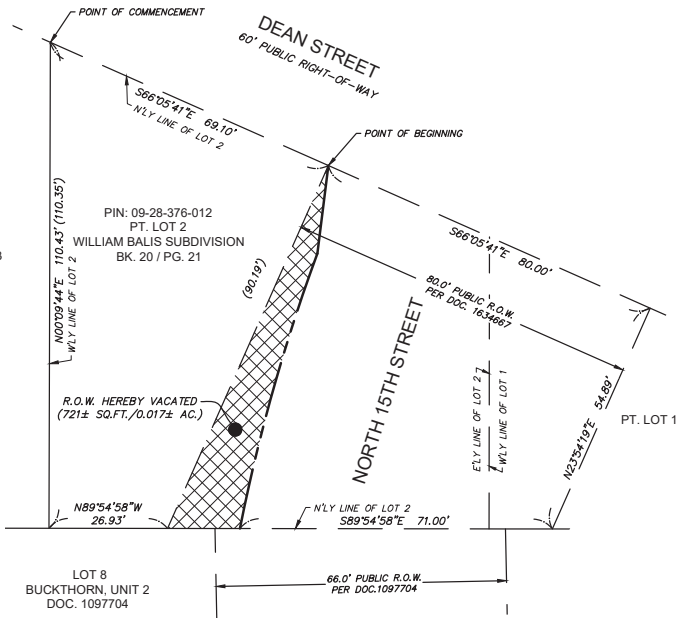 POINT OF COMMENCEMENT
DEAN STREET
60' PUBLIC RIGHT-OF-WAY
S66°05'41"E 69.10'
N'LY LINE OF LOT 2
POINT OF BEGINNING
PIN: 09-28-376-012
PT. LOT 2
WILLIAM BALIS SUBDIVISION
BK. 20 / PG. 21
3
N00°09'44"E 110.43' (110.35')
W'LY LINE OF LOT 2
(90.19')
S66°05'41"E 80.00'
80.0' PUBLIC R.O.W.
PER DOC. 1634667
NORTH 15TH STREET
E'LY LINE OF LOT 2
W'LY LINE OF LOT 1
N23°54'19"E 54.89'
PT. LOT 1
R.O.W. HEREBY VACATED
(721± SQ.FT./0.017± AC.)
N89°54'58"W
26.93'
N'LY LINE OF LOT 2
S89°54'58"E 71.00'
LOT 8
BUCKTHORN, UNIT 2
DOC. 1097704
66.0' PUBLIC R.O.W.
PER DOC.1097704